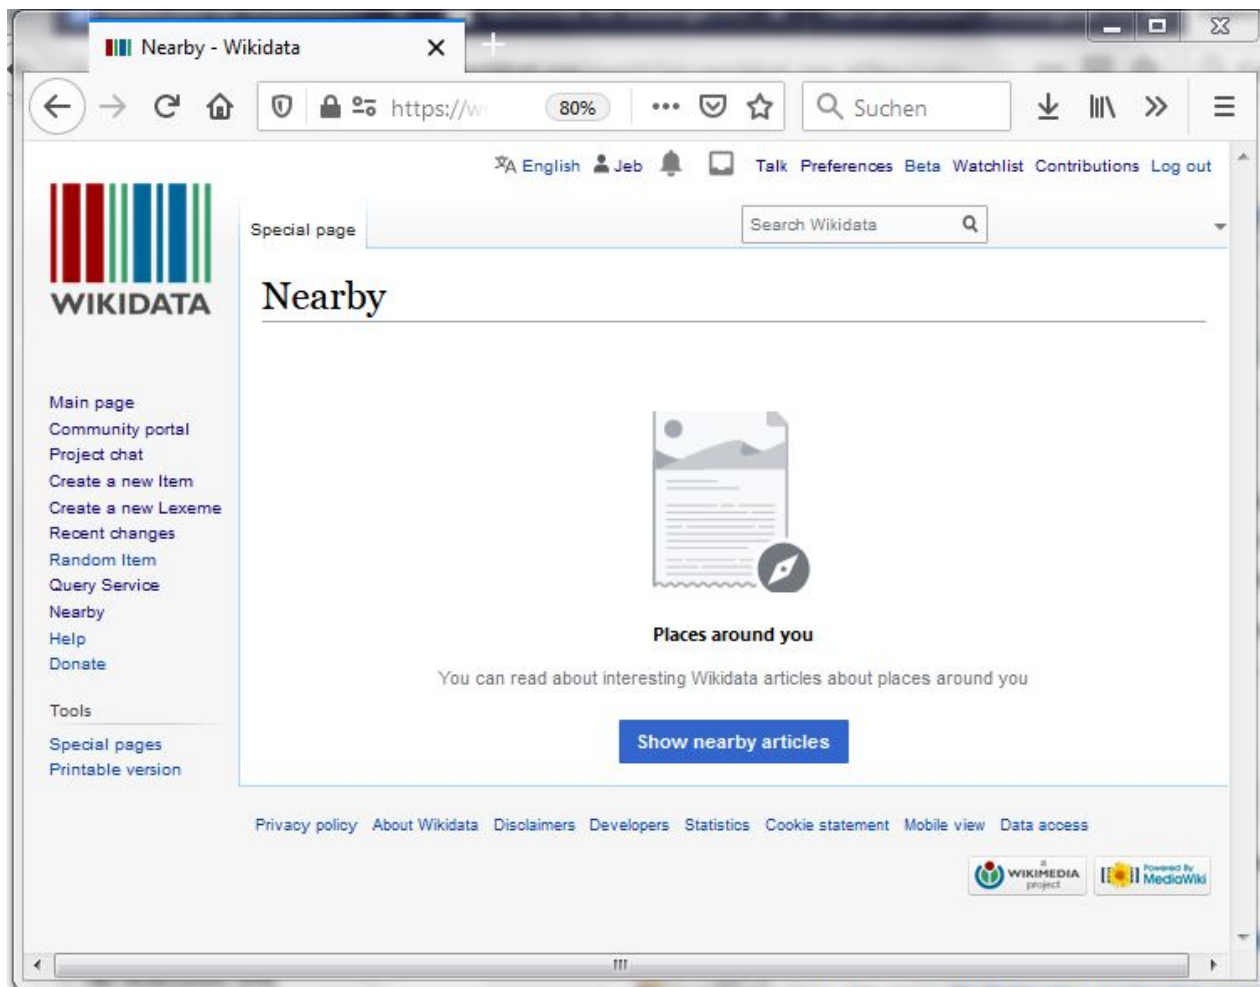 Nearby - Wikidata
https://w
80%
Suchen
English Jeb Talk Preferences Beta Watchlist Contributions Log out
WIKIDATA
Special page
Search Wikidata
Nearby
Main page
Community portal
Project chat
Create a new Item
Create a new Lexeme
Recent changes
Random Item
Query Service
Nearby
Help
Donate
Tools
Special pages
Printable version
Places around you
You can read about interesting Wikidata articles about places around you
Show nearby articles
Privacy policy About Wikidata Disclaimers Developers Statistics Cookie statement Mobile view Data access
a
WIKIMEDIA
project
Powered By
MediaWiki